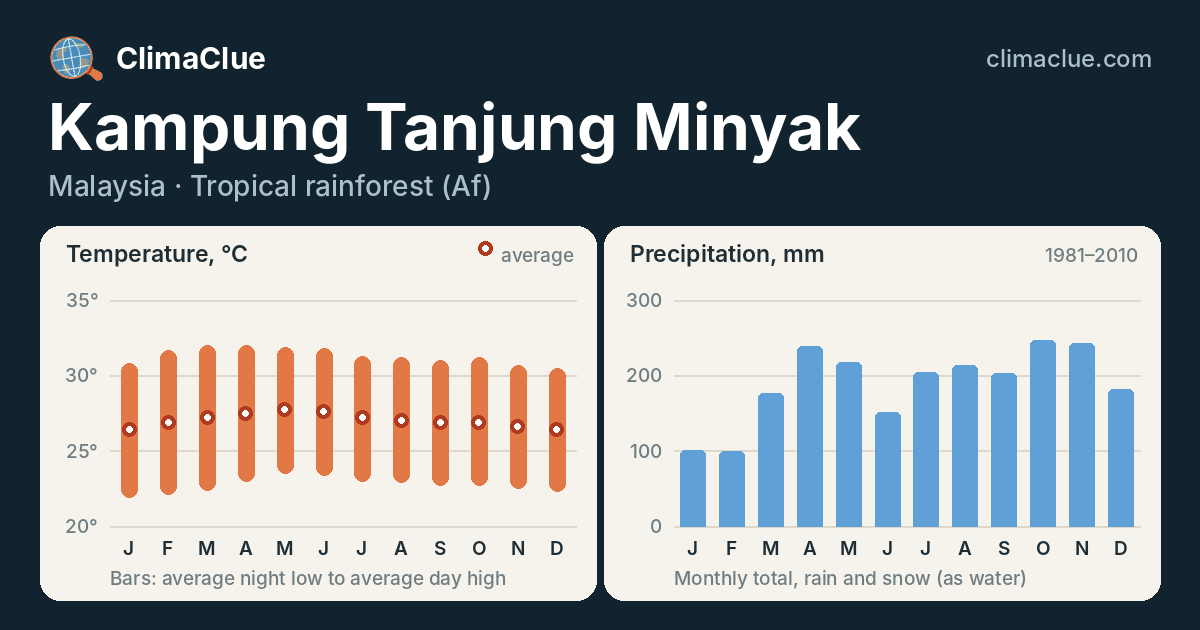 ClimaClue
climaclue.com
Kampung Tanjung Minyak
Malaysia · Tropical rainforest (Af)
Temperature, °C
average
35°
30°
25°
20°
J F M A M J J A S O N D
Bars: average night low to average day high
Precipitation, mm
1981–2010
300
200
100
0
J F M A M J J A S O N D
Monthly total, rain and snow (as water)